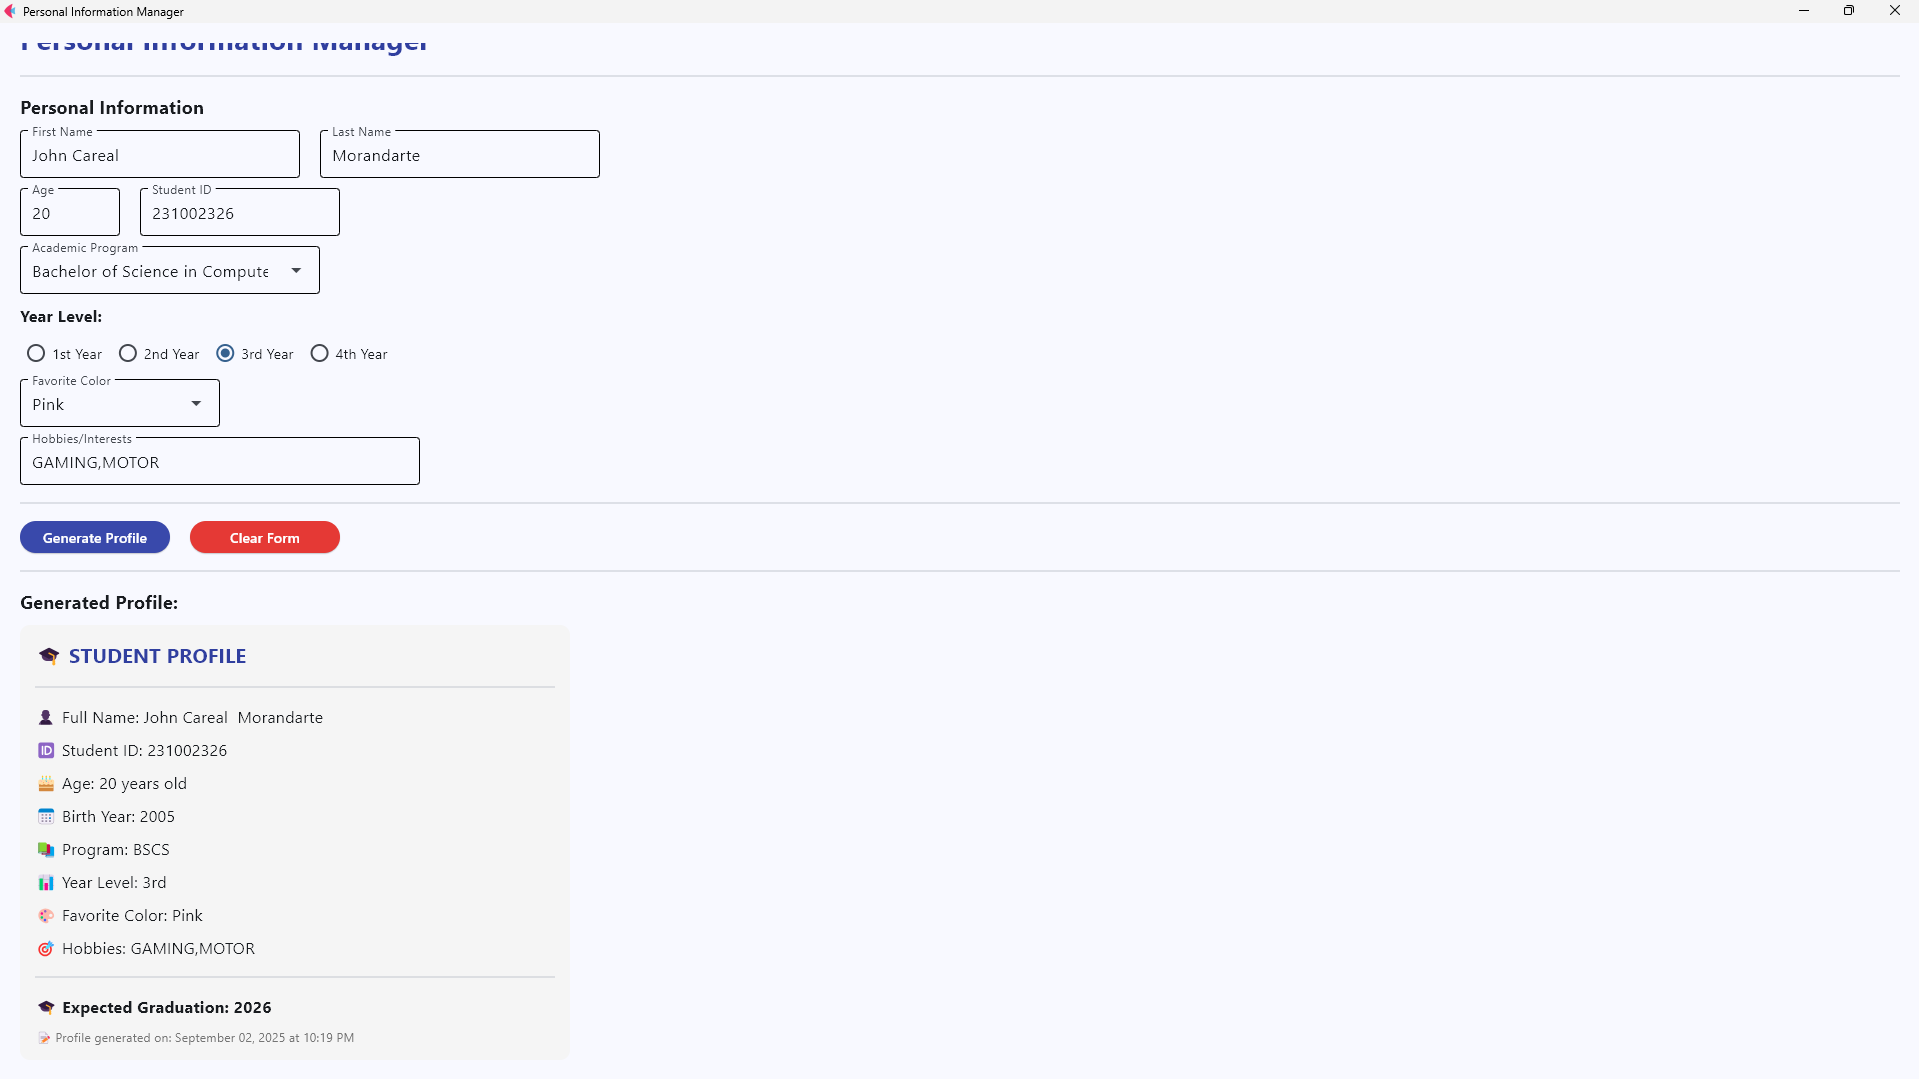 Personal Information Manager
Personal Information Manager
Personal Information
First Name
Last Name
John Careal
Morandarte
Age
Student ID
20
231002326
Academic Program
Bachelor of Science in Compute
Year Level:
1st Year 2nd Year 3rd Year 4th Year
Favorite Color
Pink
Hobbies/Interests
GAMING,MOTOR
Generate Profile Clear Form
Generated Profile:
STUDENT PROFILE
Full Name: John Careal  Morandarte
ID Student ID: 231002326
Age: 20 years old
Birth Year: 2005
Program: BSCS
Year Level: 3rd
Favorite Color: Pink
Hobbies: GAMING,MOTOR
Expected Graduation: 2026
Profile generated on: September 02, 2025 at 10:19 PM